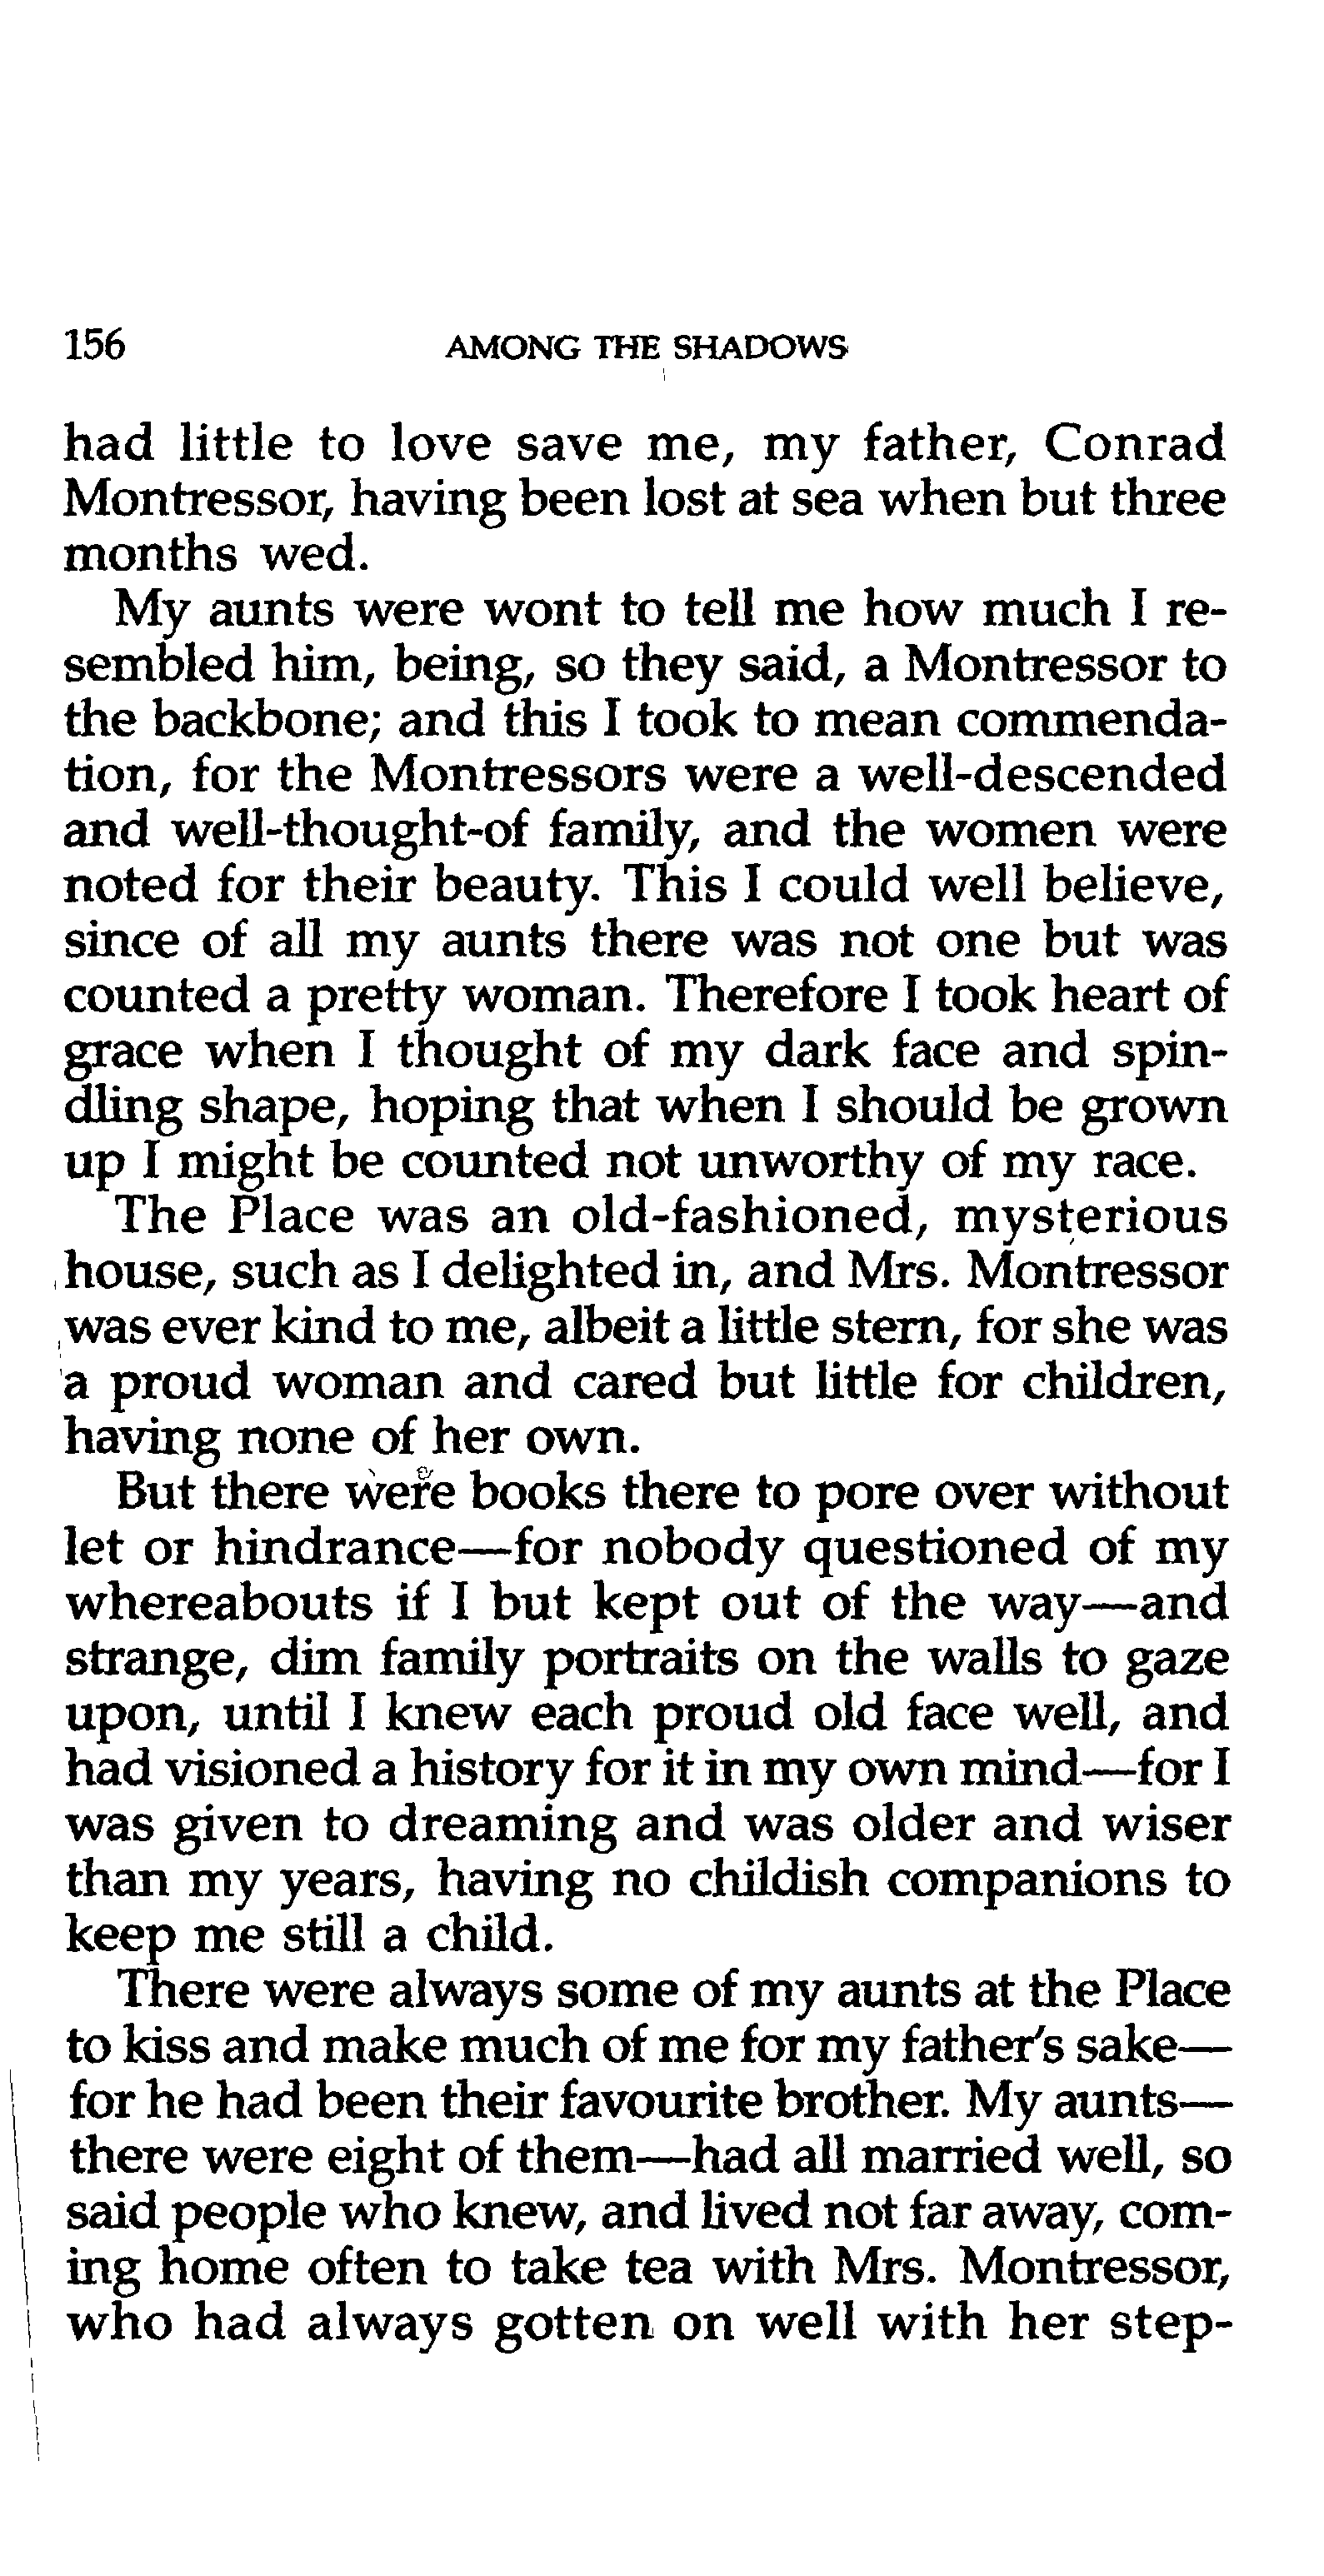 156 AMONG THE SHADOWS
had little to love save me, my father, Conrad
Montressor, having been lost at sea when but three
months wed.
My aunts were wont to tell me how much I re-
sembled him, being, so they said, a Montressor to
the backbone; and this I took to mean commenda-
tion, for the Montressors were a well-descended
and well-thought-of family, and the women were
noted for their beauty. This I could well believe,
since of all my aunts there was not one but was
counted a pretty woman. Therefore I took heart of
grace when I thought of my dark face and spin-
dling shape, hoping that when I should be grown
up I might be counted not unworthy of my race.
The Place was an old-fashioned, mysterious
house, such as I delighted in, and Mrs. Montressor
was ever kind to me, albeit a little stern, for she was
a proud woman and cared but little for children,
having none of her own.
But there were books there to pore over without
let or hindrance—for nobody questioned of my
whereabouts if I but kept out of the way—and
strange, dim family portraits on the walls to gaze
upon, until I knew each proud old face well, and
had visioned a history for it in my own mind—for I
was given to dreaming and was older and wiser
than my years, having no childish companions to
keep me still a child.
There were always some of my aunts at the Place
to kiss and make much of me for my father's sake—
for he had been their favourite brother. My aunts—
there were eight of them—had all married well, so
said people who knew, and lived not far away, com-
ing home often to take tea with Mrs. Montressor,
who had always gotten on well with her step-